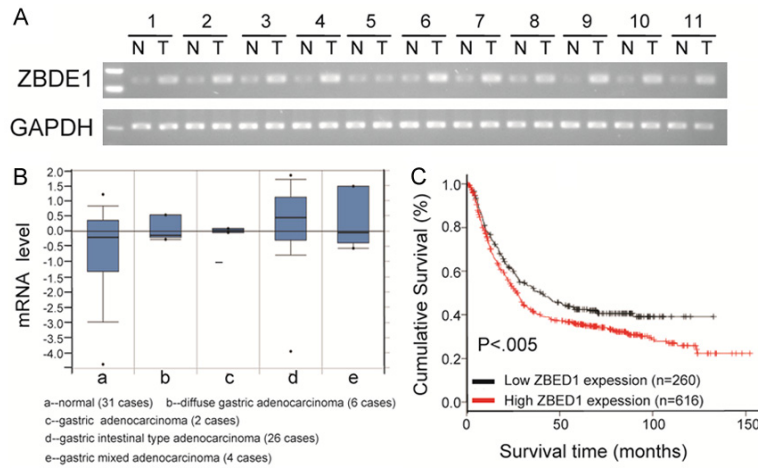 A
1 2 3 4 5 6 7 8 9 10 11
N T N T N T N T N T N T N T N T N T N T N T
ZBDE1
GAPDH
B
mRNA level
2.0
1.5
1.0
0.5
0.0
-0.5
-1.0
-1.5
-2.0
-2.5
-3.0
-3.5
-4.0
a b c d e
a--normal (31 cases) b--diffuse gastric adenocarcinoma (6 cases)
c--gastric adenocarcinoma (2 cases)
d--gastric intestinal type adenocarcinoma (26 cases)
e--gastric mixed adenocarcinoma (4 cases)
C
Cumulative Survival (%)
1.0
0.8
0.6
0.4
0.2
0.0
P<.005
Low ZBED1 expession (n=260)
High ZBED1 expession (n=616)
0 50 100 150
Survival time (months)